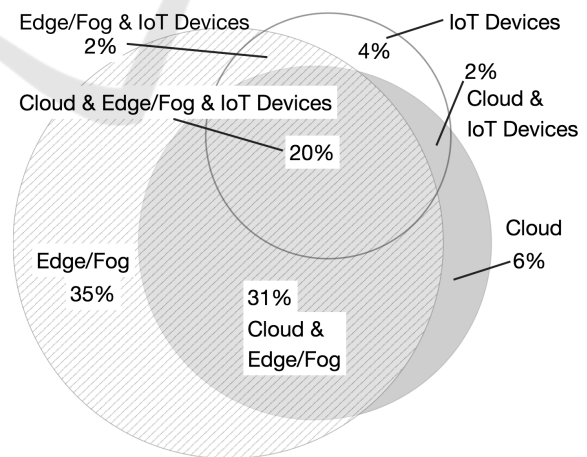 Edge/Fog & IoT Devices
2%
IoT Devices
4%
2%
Cloud &
IoT Devices
Cloud & Edge/Fog & IoT Devices
20%
Cloud
6%
Edge/Fog
35%
31%
Cloud &
Edge/Fog